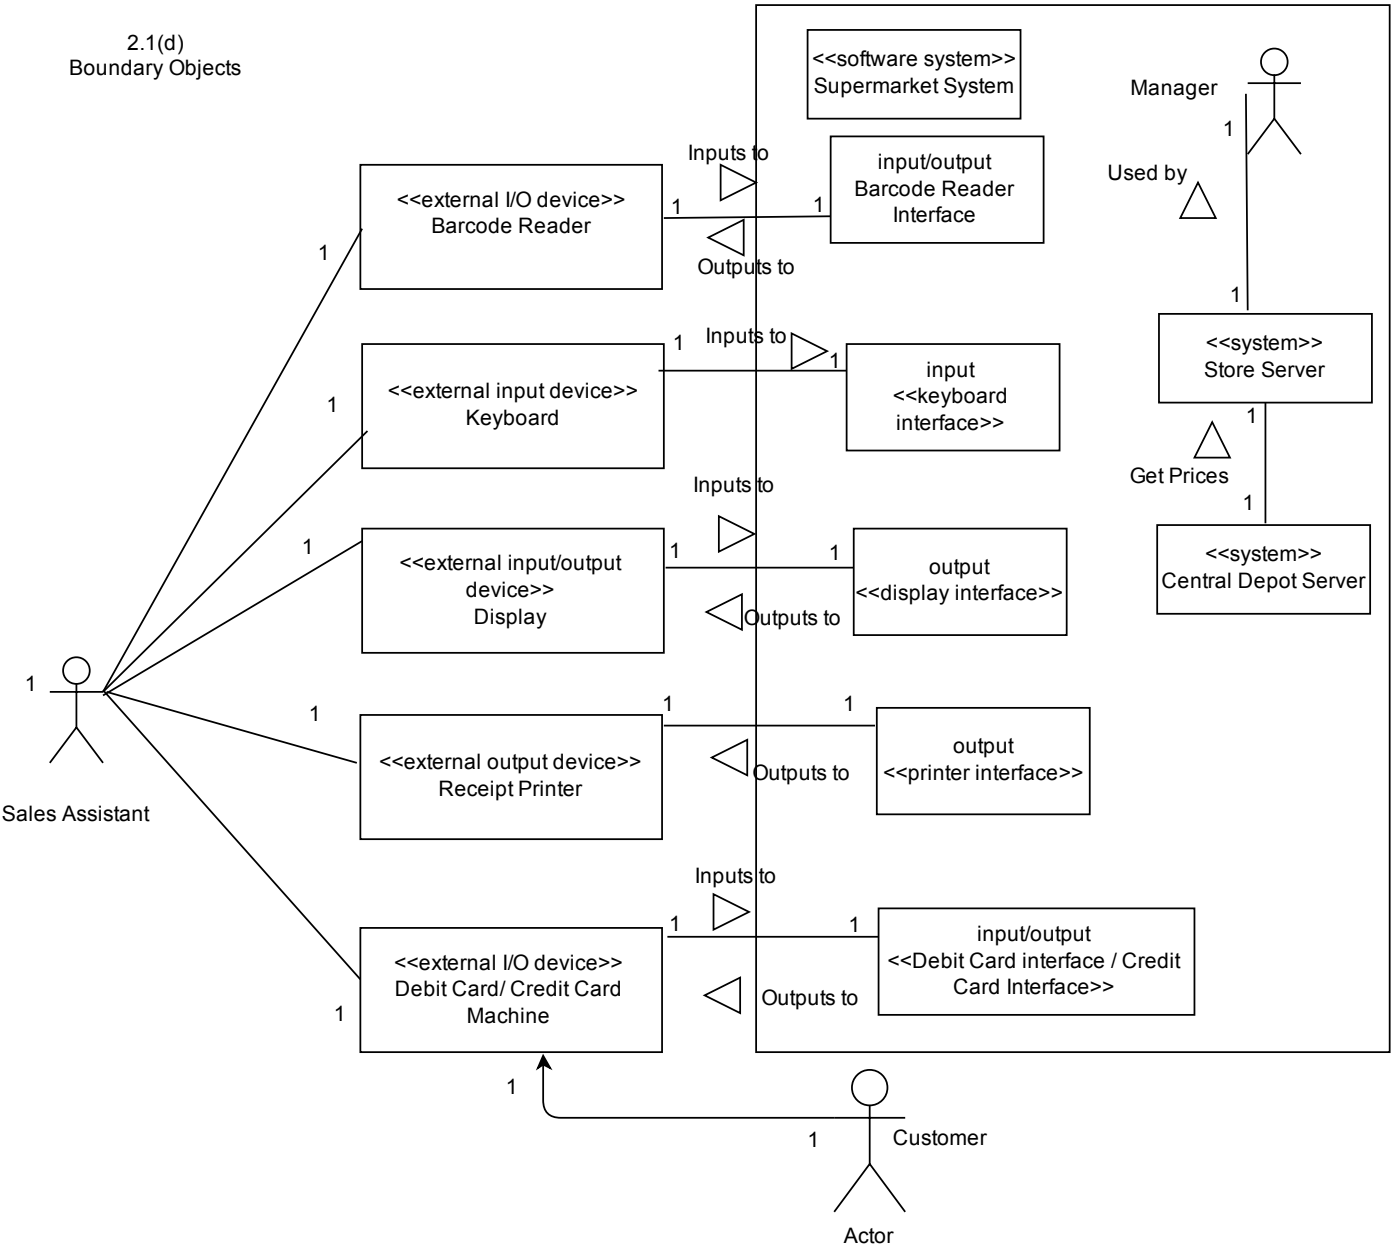 2.1(d)
Boundary Objects
<<software system>>
Supermarket System
Manager
1
Used by
1
<<system>>
Store Server
1
Get Prices
1
<<system>>
Central Depot Server
Inputs to
<<external I/O device>>
Barcode Reader
1
1
1
Outputs to
input/output
Barcode Reader
Interface
Inputs to
<<external input device>>
Keyboard
1
1
1
input
<<keyboard
interface>>
Inputs to
<<external input/output
device>>
Display
1
1
1
Outputs to
output
<<display interface>>
1
Sales Assistant
1
<<external output device>>
Receipt Printer
1
1
Outputs to
output
<<printer interface>>
Inputs to
<<external I/O device>>
Debit Card/ Credit Card
Machine
1
1
1
Outputs to
input/output
<<Debit Card interface / Credit
Card Interface>>
1
1
Customer
Actor